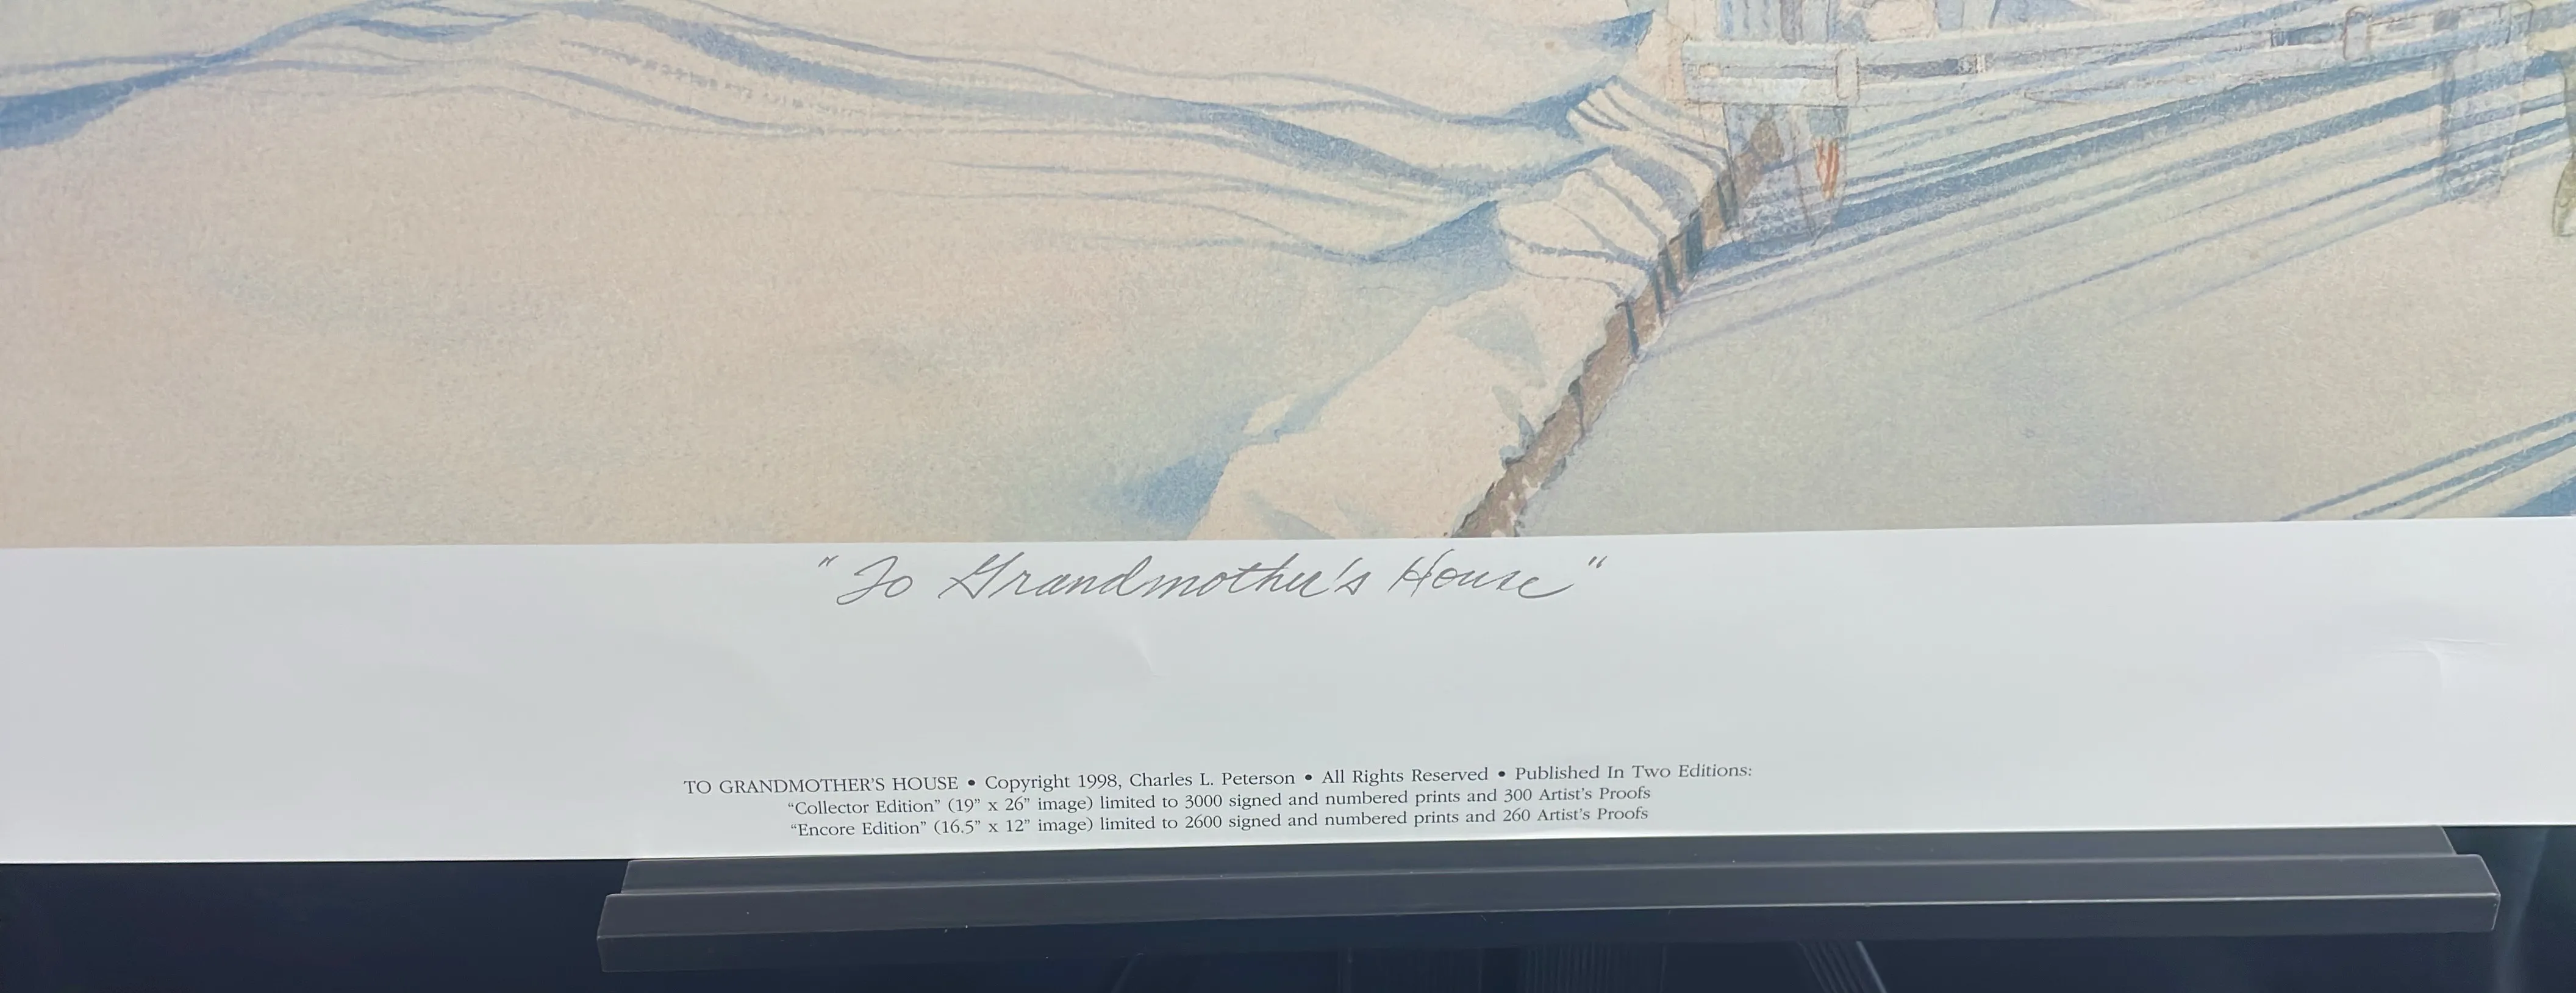 "To Grandmother's House"
TO GRANDMOTHER'S HOUSE • Copyright 1998, Charles L. Peterson • All Rights Reserved • Published In Two Editions:
“Collector Edition” (19” x 26” image) limited to 3000 signed and numbered prints and 300 Artist's Proofs
“Encore Edition” (16.5” x 12” image) limited to 2600 signed and numbered prints and 260 Artist's Proofs